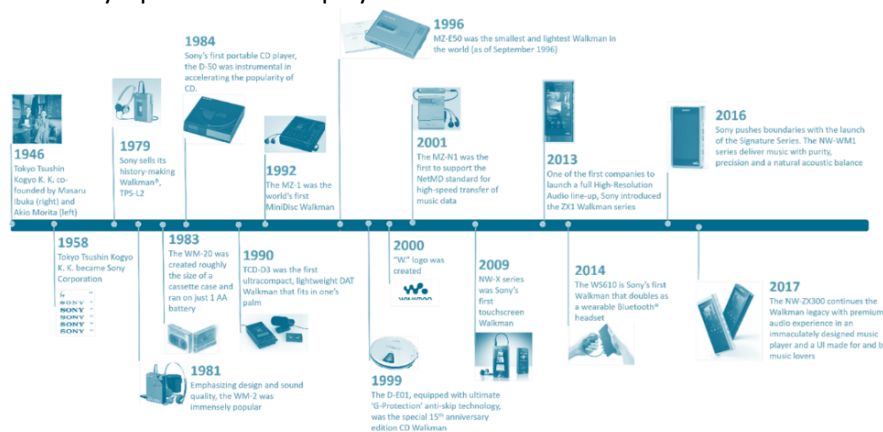 1946
Tokyo Tsushin
Kogyo K. K. co-
founded by Masaru
Ibuka (right) and
Akio Morita (left)
1958
Tokyo Tsushin Kogyo
K. K. became Sony
Corporation
SONY
SONY
SONY
SONY
SONY
1979
Sony sells its
history-making
Walkman®,
TPS-L2
1981
Emphasizing design and sound
quality, the WM-2 was
immensely popular
1983
The WM-20 was
created roughly
the size of a
cassette case and
ran on just 1 AA
battery
1984
Sony's first portable CD player,
the D-50 was instrumental in
accelerating the popularity of
CD.
1990
TCD-D3 was the first
ultracompact, lightweight DAT
Walkman that fits in one's
palm
1992
The MZ-1 was the
world's first
MiniDisc Walkman
1996
MZ-E50 was the smallest and lightest Walkman in
the world (as of September 1996)
1999
The D-E01, equipped with ultimate
'G-Protection' anti-skip technology,
was the special 15th anniversary
edition CD Walkman
2000
"W." logo was
created
WALKMAN
2001
The MZ-N1 was the
first to support the
NetMD standard for
high-speed transfer of
music data
2009
NW-X series
was Sony's first
touchscreen
Walkman
2013
One of the first companies to
launch a full High-Resolution
Audio line-up, Sony introduced
the ZX1 Walkman series
2014
The WS610 is Sony's first
Walkman that doubles as
a wearable Bluetooth®
headset
2016
Sony pushes boundaries with the launch
of the Signature Series. The NW-WM1
series deliver music with purity,
precision and a natural acoustic balance
2017
The NW-ZX300 continues the
Walkman legacy with premium
audio experience in an
immaculately designed music
player and a UI made for and b
music lovers